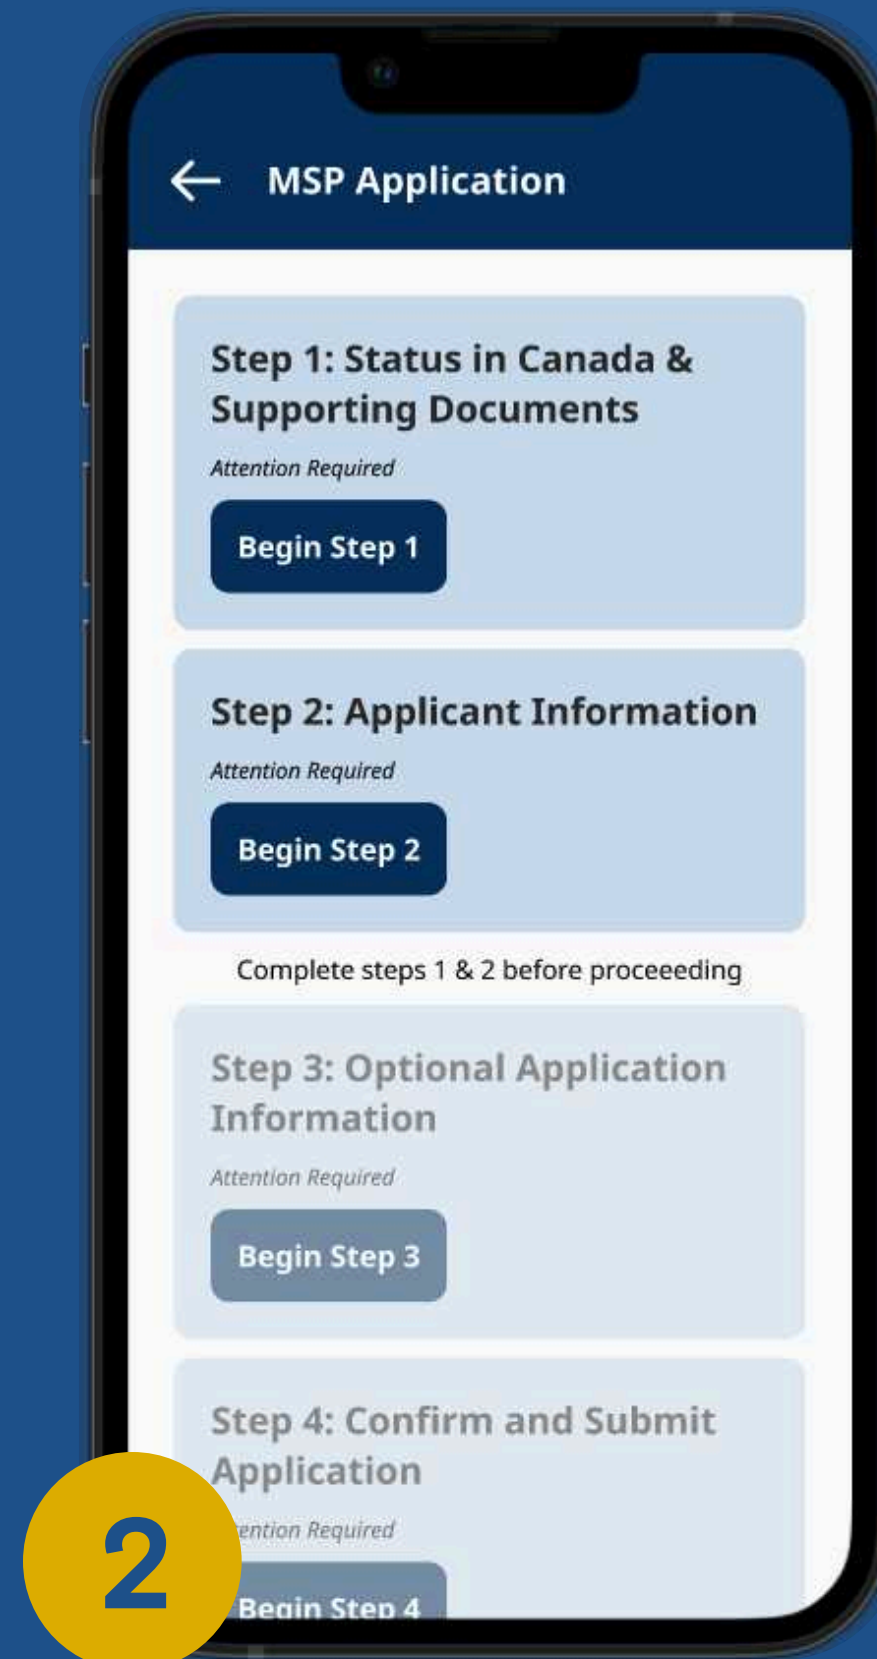 MSP Application
Step 1: Status in Canada &
Supporting Documents
Attention Required
Begin Step 1
Step 2: Applicant Information
Attention Required
Begin Step 2
Complete steps 1 & 2 before proceeeding
Step 3: Optional Application
Information
Attention Required
Begin Step 3
Step 4: Confirm and Submit
Application
Required
Begin Step 4
2